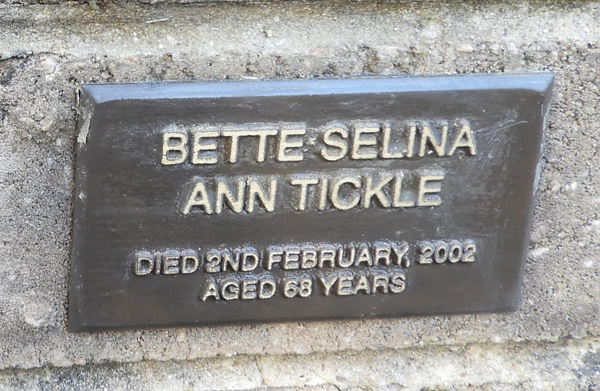 BETTE SELINA
ANN TICKLE
DIED 2ND FEBRUARY, 2002
AGED 68 YEARS